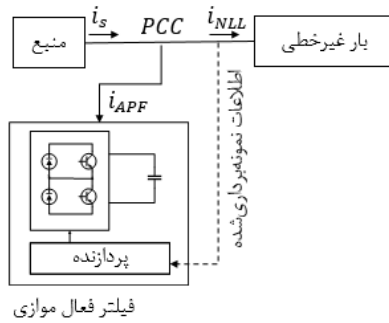 منبع
i_s
PCC
i_NLL
بار غیرخطی
i_APF
اطلاعات نمونه‌برداری‌شده
پردازنده
فیلتر فعال موازی